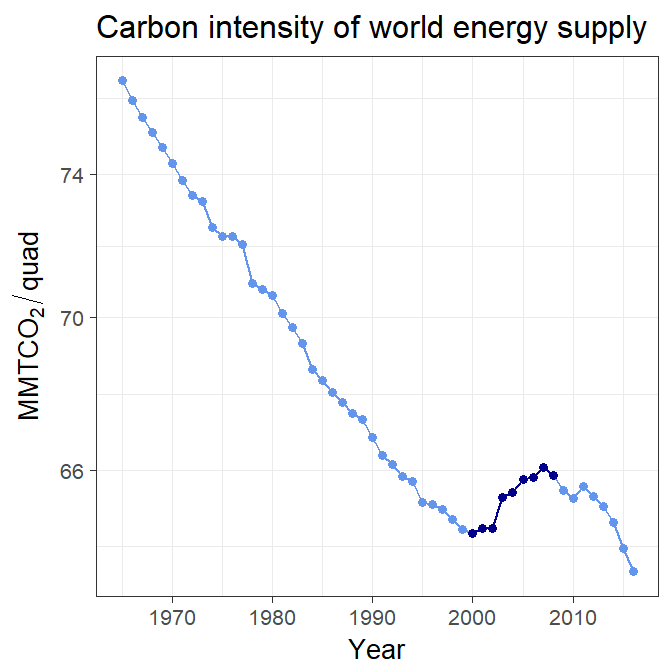 Carbon intensity of world energy supply
MMTCO₂/quad
74
70
66
1970 1980 1990 2000 2010
Year